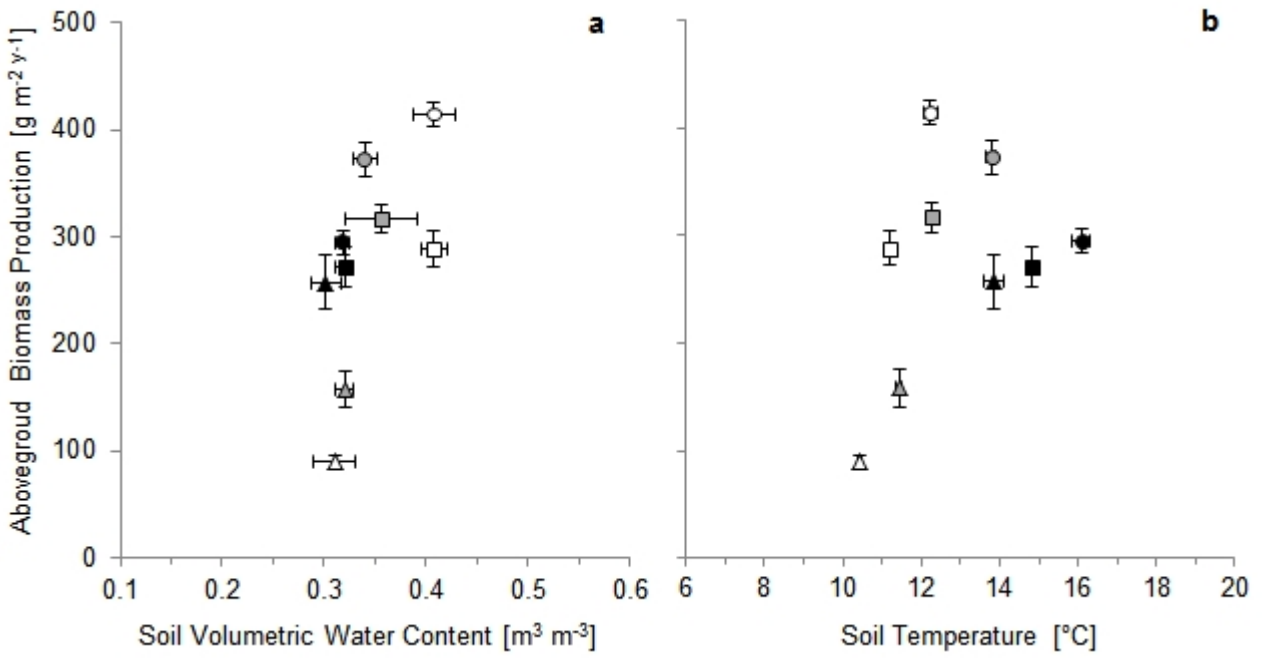 Abovegroud Biomass Production [g m-2 y-1]
500
400
300
200
100
0
a
0.1 0.2 0.3 0.4 0.5 0.6
Soil Volumetric Water Content [m³ m-³]
b
6 8 10 12 14 16 18 20
Soil Temperature [°C]